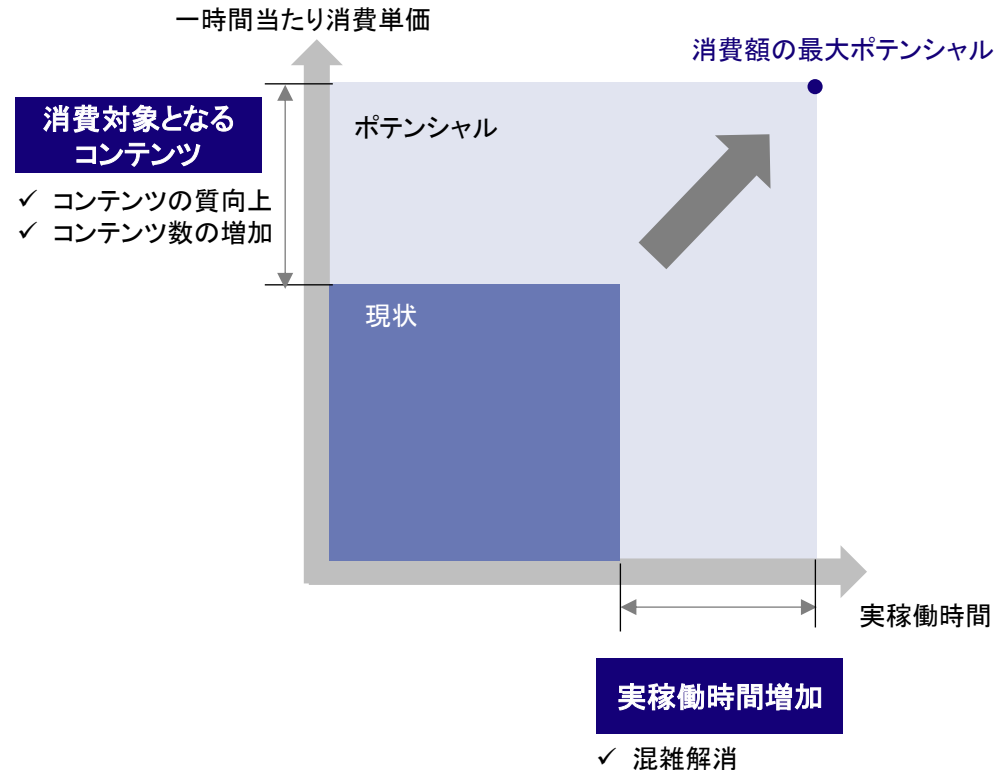 一時間当たり消費単価
消費額の最大ポテンシャル
消費対象となる
コンテンツ
✓ コンテンツの質向上
✓ コンテンツ数の増加
ポテンシャル
現状
実稼働時間
実稼働時間増加
✓ 混雑解消